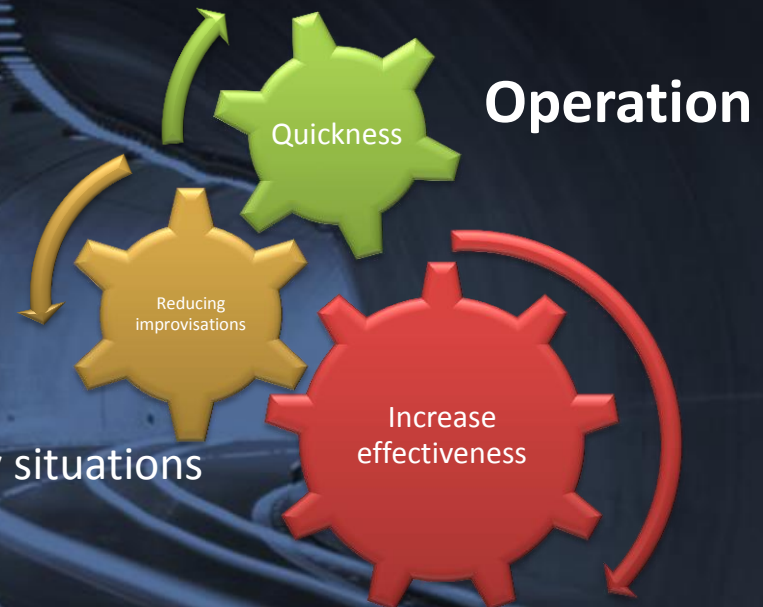 Operation
Quickness
Reducing
improvisations
Increase
effectiveness
situations